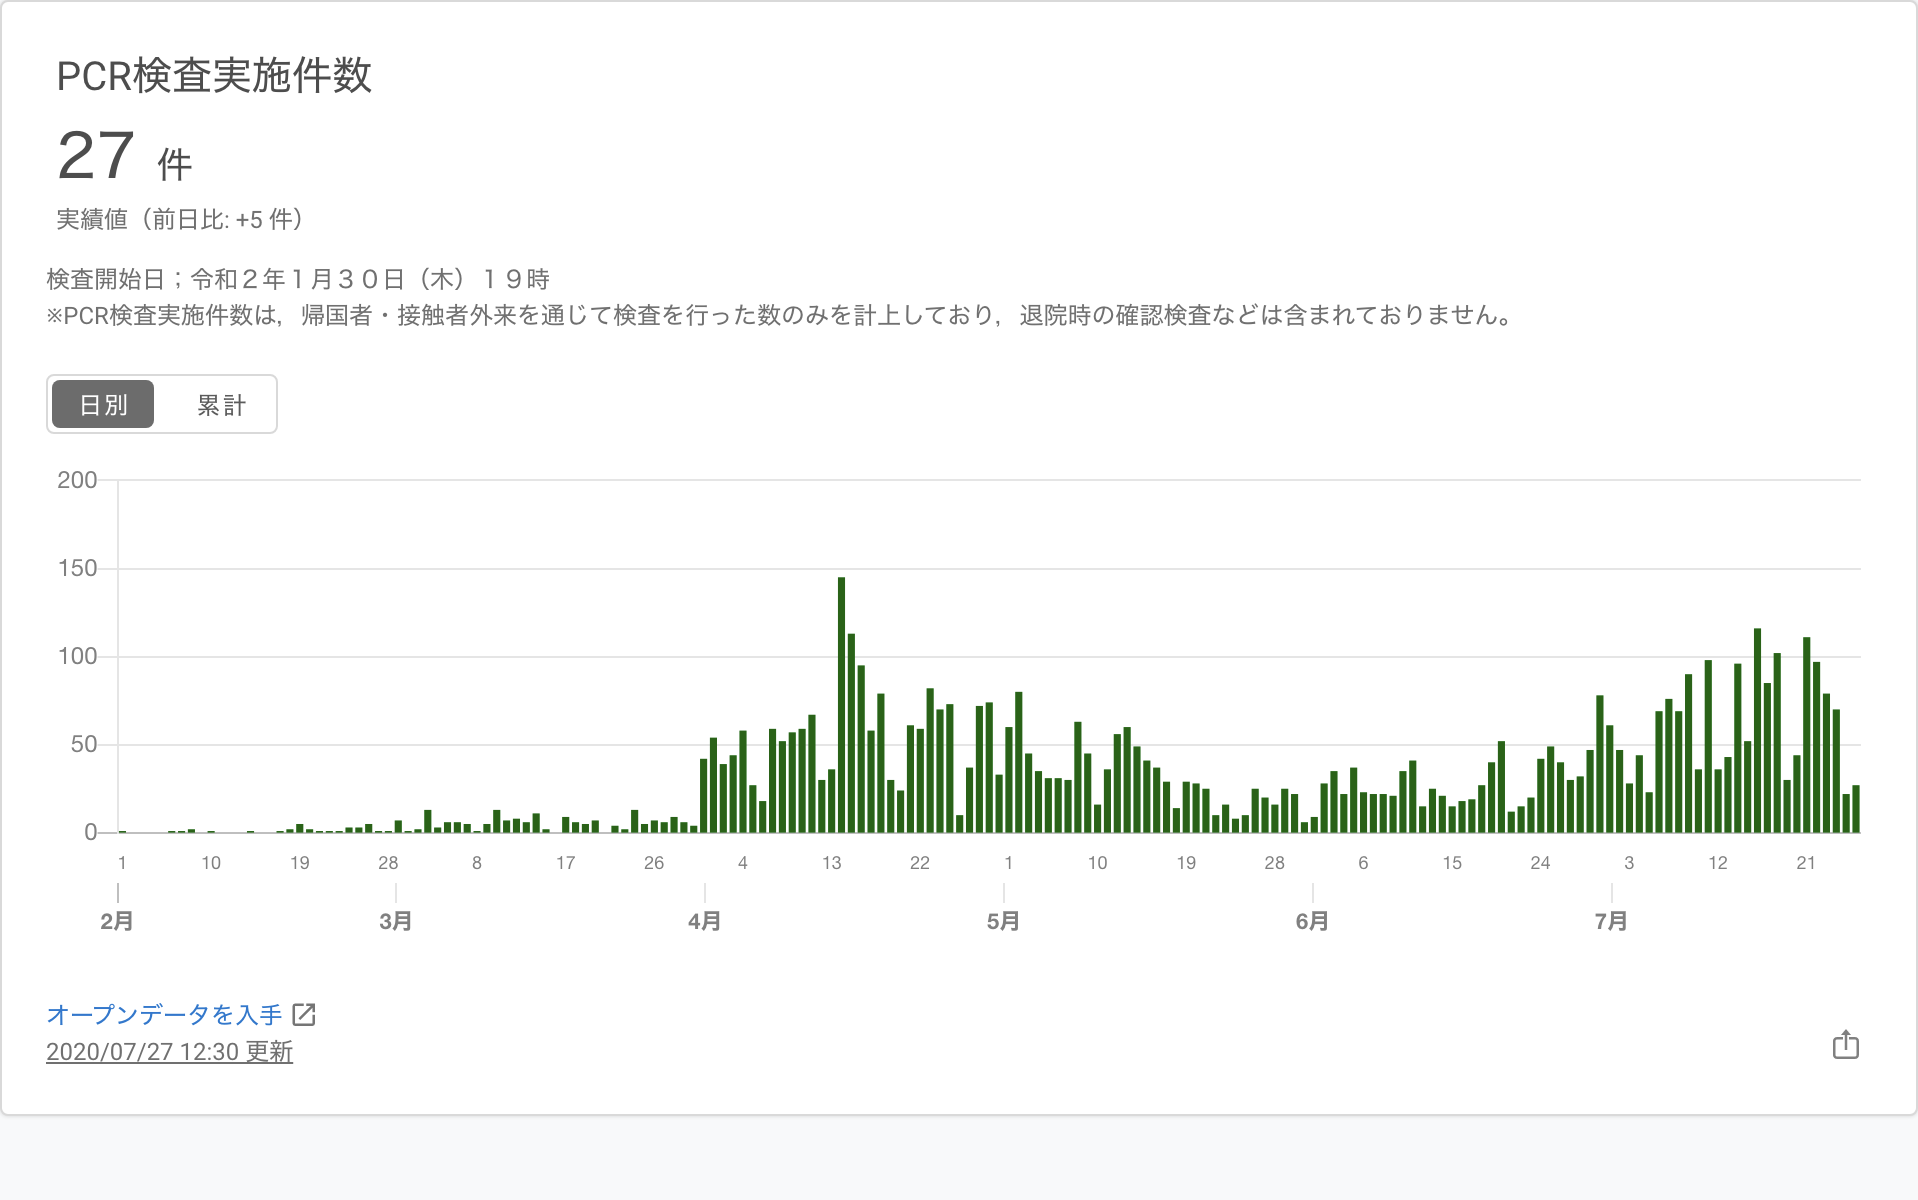 PCR検査実施件数
27 件
実績値（前日比: +5 件）
検査開始日；令和２年１月３０日（木）１９時
※PCR検査実施件数は，帰国者・接触者外来を通じて検査を行った数のみを計上しており，退院時の確認検査などは含まれておりません。
日別 累計
200
150
100
50
0
1 10 19 28 8 17 26 4 13 22 1 10 19 28 6 15 24 3 12 21
2月 3月 4月 5月 6月 7月
オープンデータを入手
2020/07/27 12:30 更新